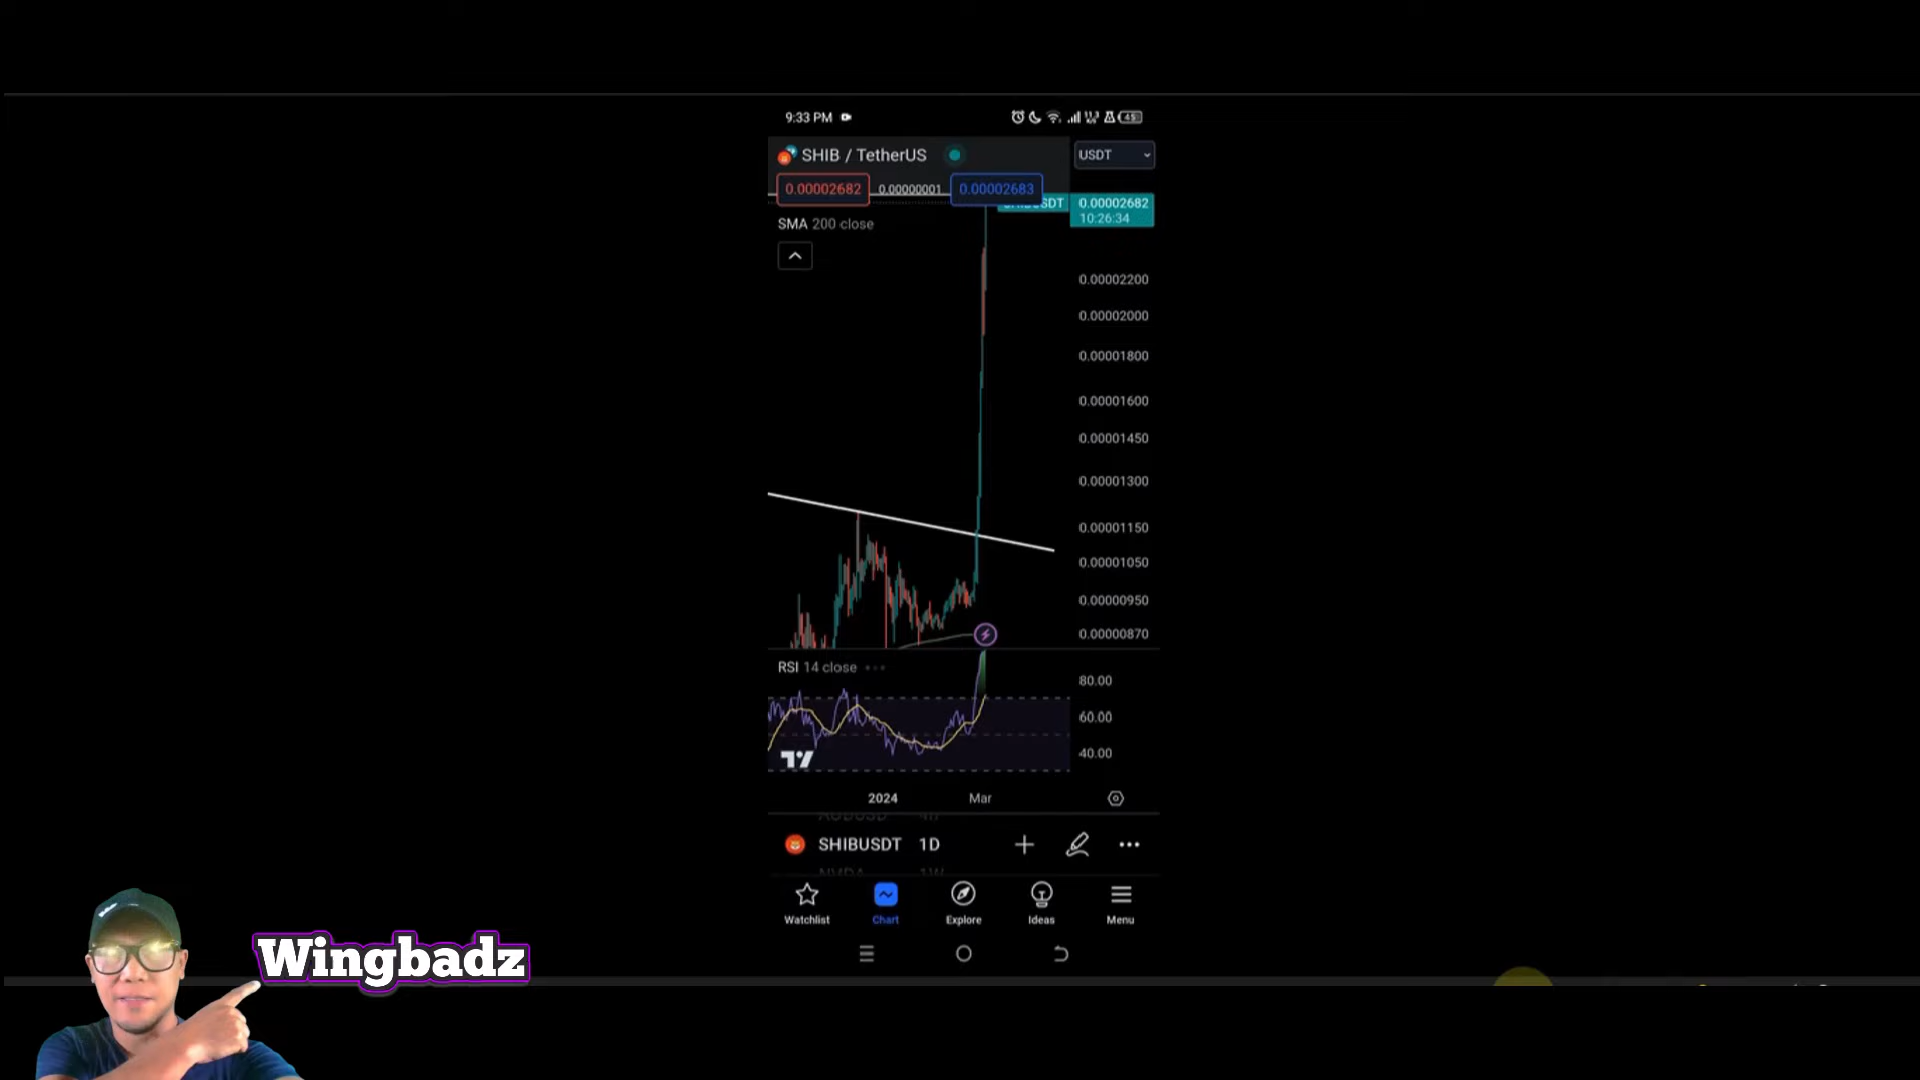 9:33 PM
45
SHIB / TetherUS
USDT
0.00002682
0.00000001
0.00002683
SHIBUSDT
0.00002682
10:26:34
SMA 200 close
0.00002200
0.00002000
0.00001800
0.00001600
0.00001450
0.00001300
0.00001150
0.00001050
0.00000950
0.00000870
RSI 14 close
80.00
60.00
40.00
2024
Mar
SHIBUSDT 1D
Watchlist
Chart
Explore
Ideas
Menu
Wingbadz